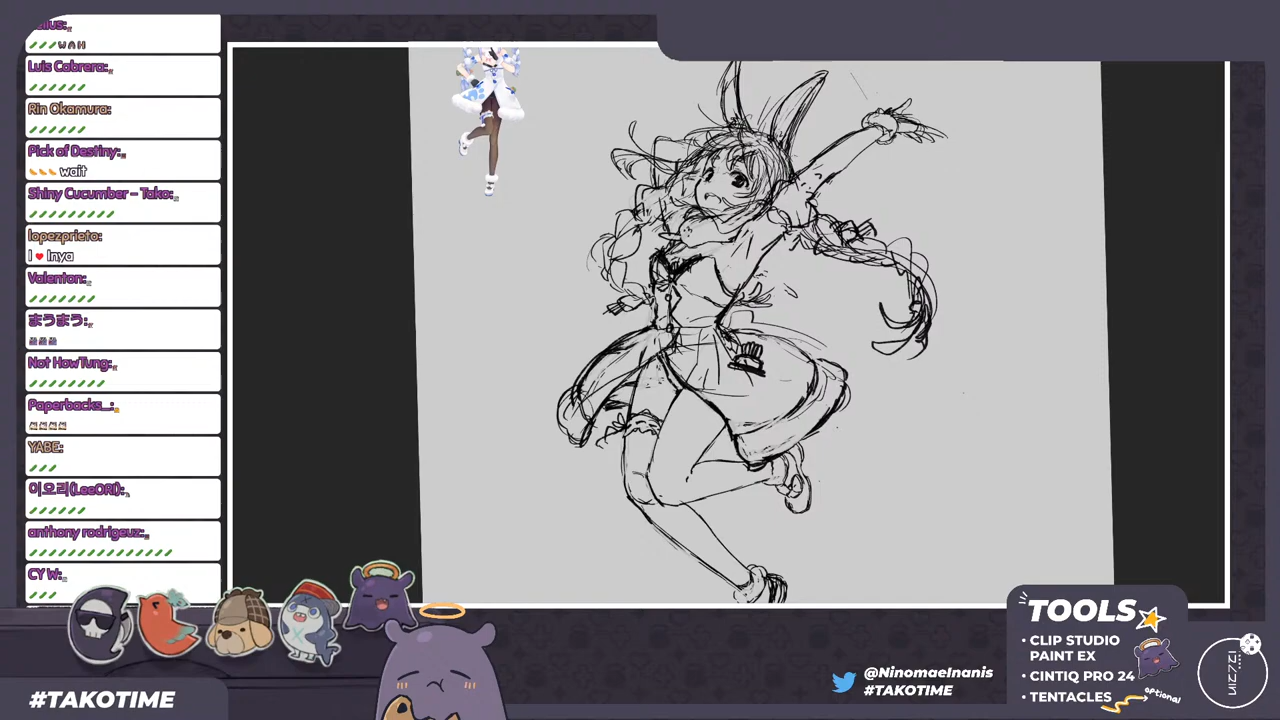 W A H
Luis Cabrera:
Rin Okamura:
Pick of Destiny:
wait
Shiny Cucumber - Tako:
lopezprieto:
I ❤ Inya
Valenton:
まうまう:
Not HowTung:
Paperbacks_:
YABE:
이오리(LeeORI):
anthony rodrigeuz:
CY W:
TOOLS
• CLIP STUDIO
PAINT EX
• CINTIQ PRO 24
• TENTACLES
optional
@NinomaeInanis
#TAKOTIME
#TAKOTIME